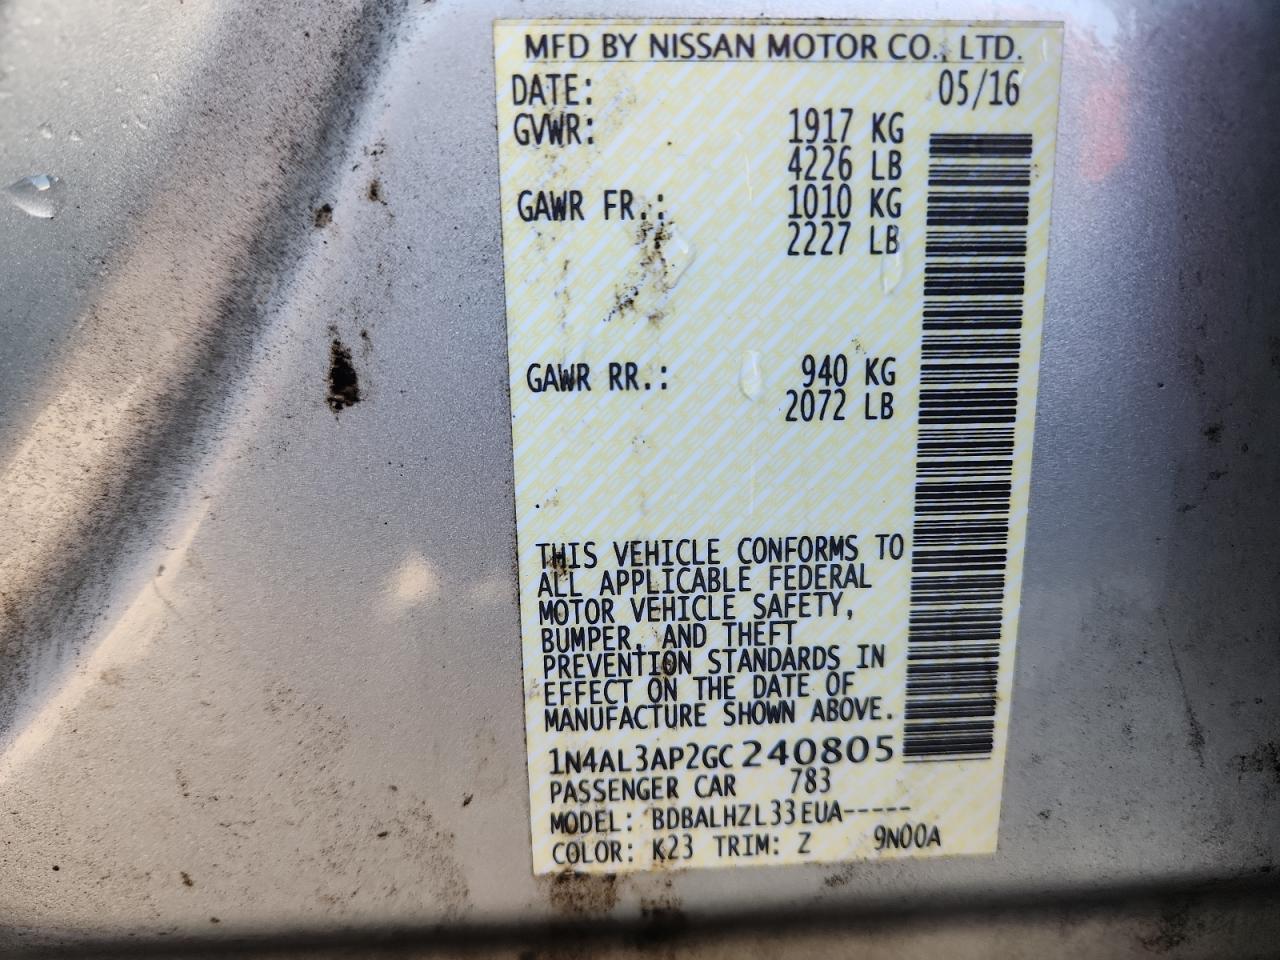 MFD BY NISSAN MOTOR CO., LTD.
DATE: 05/16
GVWR: 1917 KG
4226 LB
GAWR FR.: 1010 KG
2227 LB
GAWR RR.: 940 KG
2072 LB
THIS VEHICLE CONFORMS TO
ALL APPLICABLE FEDERAL
MOTOR VEHICLE SAFETY,
BUMPER, AND THEFT
PREVENTION STANDARDS IN
EFFECT ON THE DATE OF
MANUFACTURE SHOWN ABOVE.
1N4AL3AP2GC240805
PASSENGER CAR 783
MODEL: BDBALHZL33EUA-----
COLOR: K23 TRIM: Z 9N00A